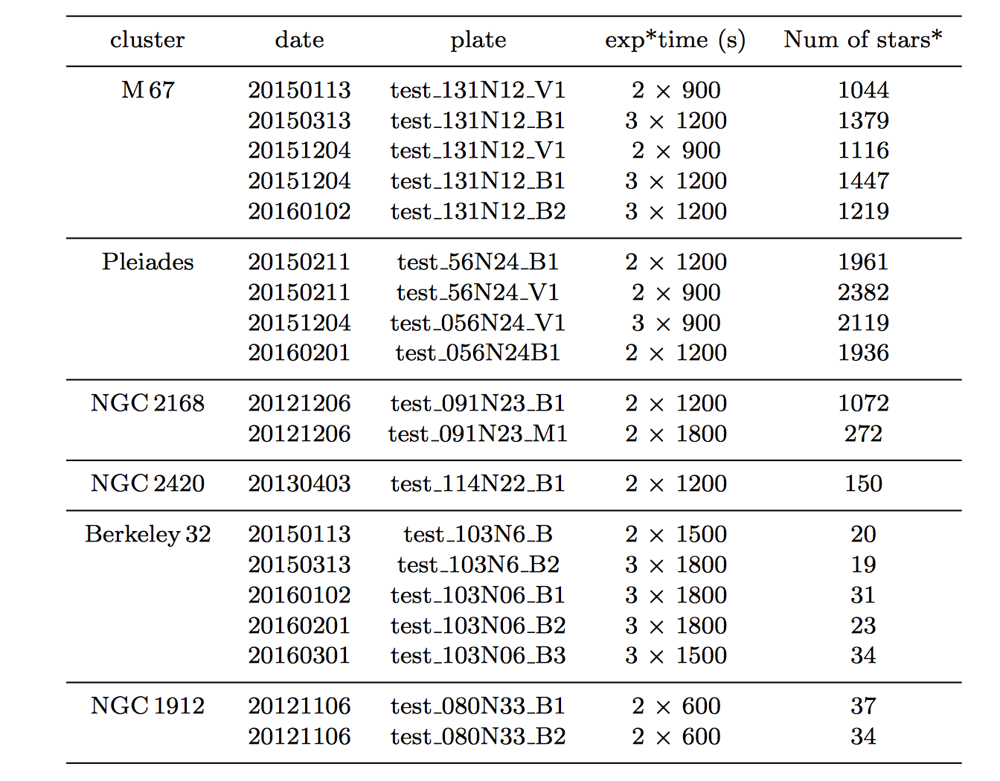 cluster date plate exp*time (s) Num of stars*
M 67 20150113 test_131N12_V1 2 × 900 1044
20150313 test_131N12_B1 3 × 1200 1379
20151204 test_131N12_V1 2 × 900 1116
20151204 test_131N12_B1 3 × 1200 1447
20160102 test_131N12_B2 3 × 1200 1219
Pleiades 20150211 test_56N24_B1 2 × 1200 1961
20150211 test_56N24_V1 2 × 900 2382
20151204 test_056N24_V1 3 × 900 2119
20160201 test_056N24B1 2 × 1200 1936
NGC 2168 20121206 test_091N23_B1 2 × 1200 1072
20121206 test_091N23_M1 2 × 1800 272
NGC 2420 20130403 test_114N22_B1 2 × 1200 150
Berkeley 32 20150113 test_103N6_B 2 × 1500 20
20150313 test_103N6_B2 3 × 1800 19
20160102 test_103N06_B1 3 × 1800 31
20160201 test_103N06_B2 3 × 1800 23
20160301 test_103N06_B3 3 × 1500 34
NGC 1912 20121106 test_080N33_B1 2 × 600 37
20121106 test_080N33_B2 2 × 600 34